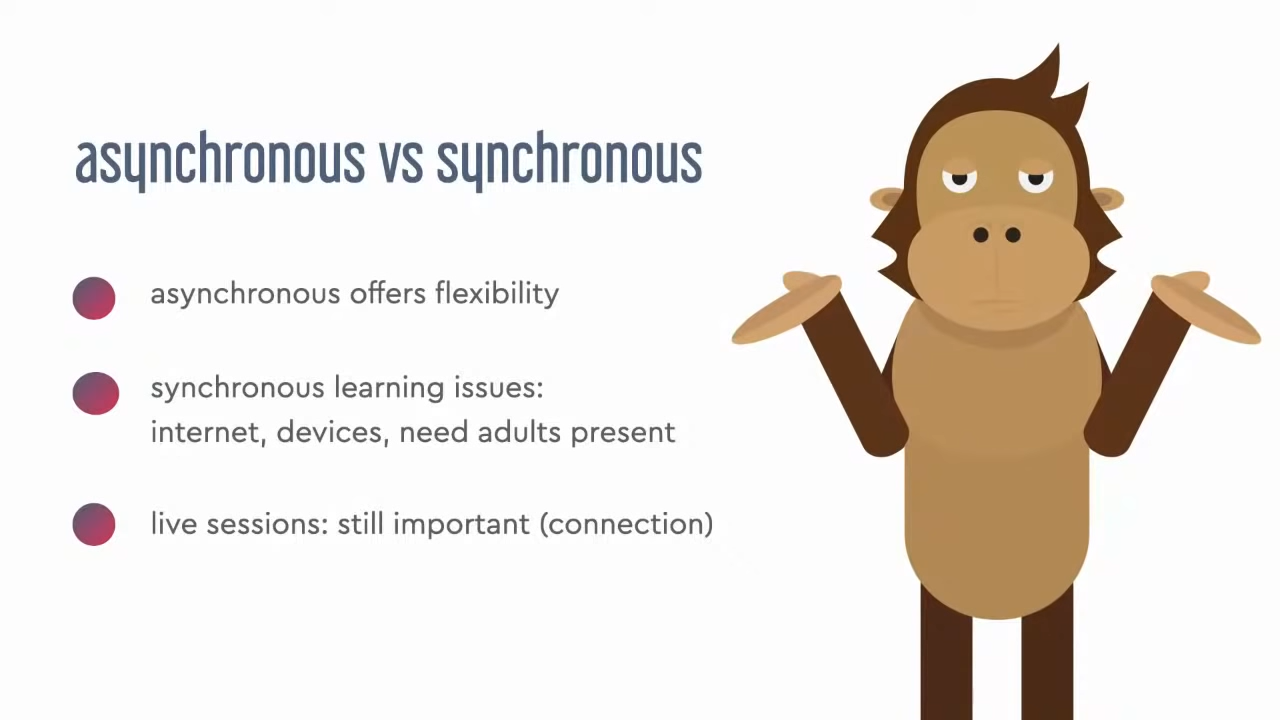 asynchronous vs synchronous
asynchronous offers flexibility
synchronous learning issues:
internet, devices, need adults present
live sessions: still important (connection)